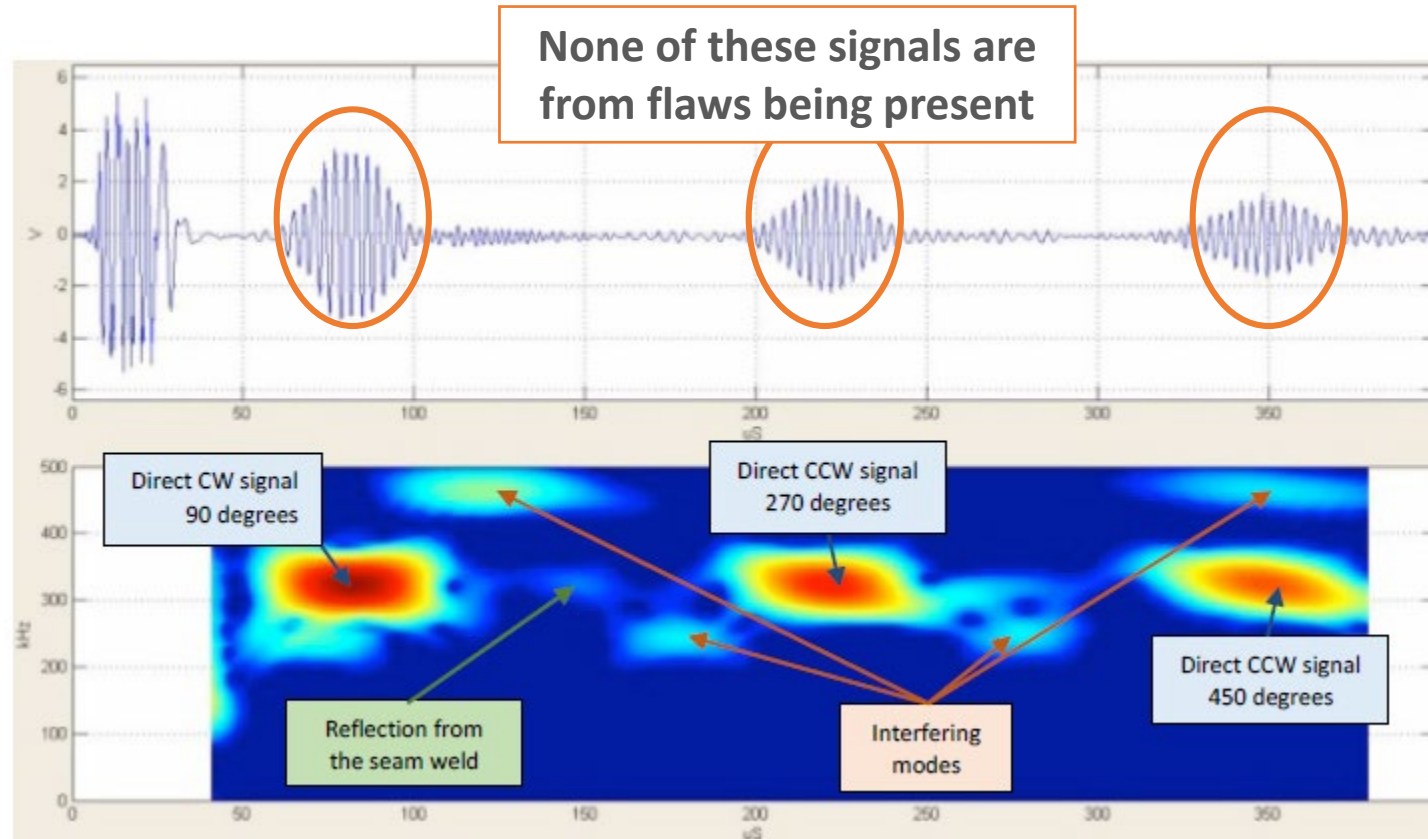 None of these signals are
from flaws being present
6
4
2
0
-2
-4
-6
V
0 50 100 150 200 250 300 350
uS
500
400
300
200
100
0
kHz
Direct CW signal
90 degrees
Direct CCW signal
270 degrees
Direct CCW signal
450 degrees
Reflection from
the seam weld
Interfering
modes
0 50 100 150 200 250 300 350
uS